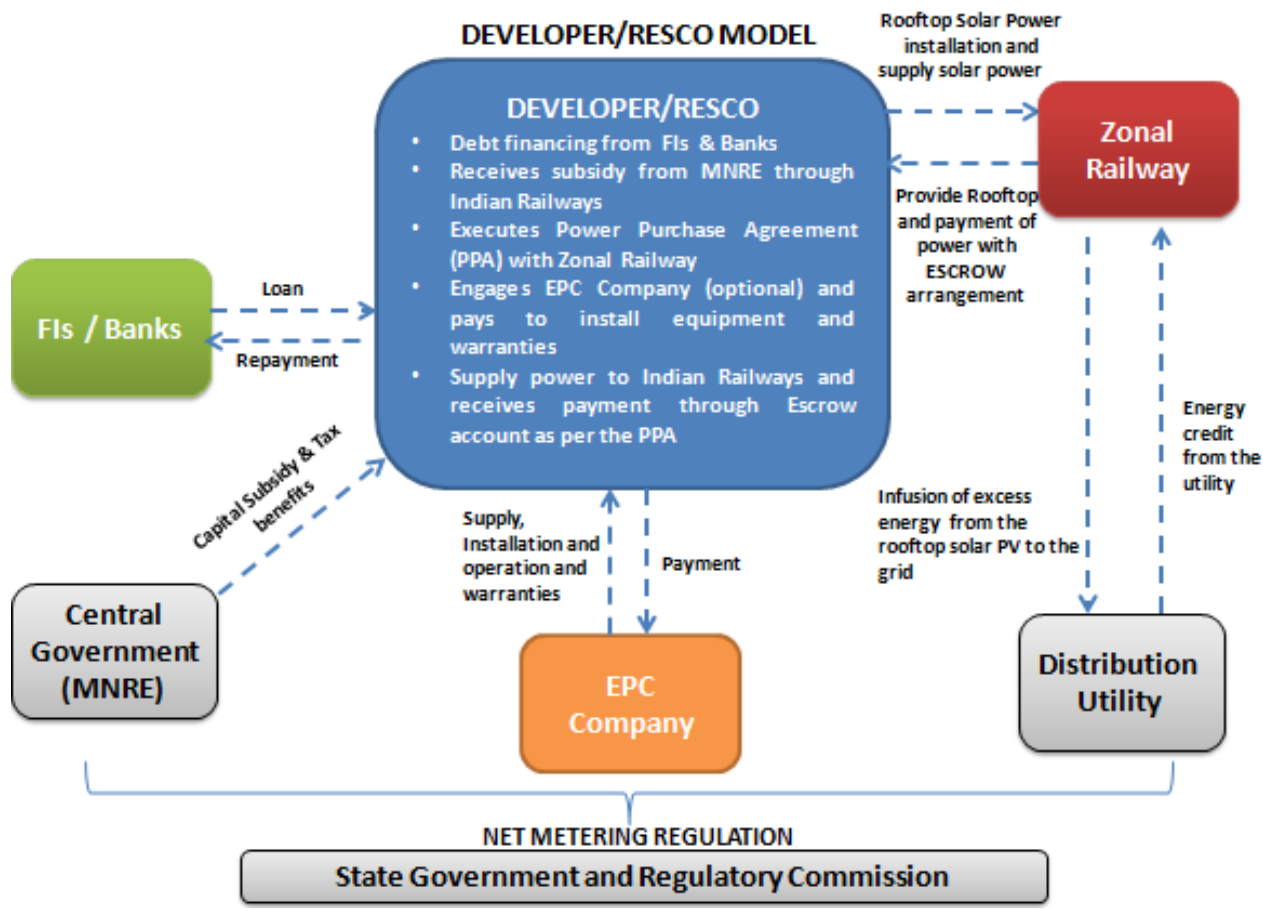 DEVELOPER/RESCO MODEL
Rooftop Solar Power
installation and
supply solar power
DEVELOPER/RESCO
• Debt financing from FIs & Banks
• Receives subsidy from MNRE through
Indian Railways
• Executes Power Purchase Agreement
(PPA) with Zonal Railway
• Engages EPC Company (optional) and
pays to install equipment and
warranties
• Supply power to Indian Railways and
receives payment through Escrow
account as per the PPA
Zonal
Railway
Provide Rooftop
and payment of
power with
ESCROW
arrangement
FIs / Banks
Loan
Repayment
Capital Subsidy & Tax
benefits
Central
Government
(MNRE)
Supply,
Installation and
operation and
warranties
Payment
EPC
Company
Infusion of excess
energy from the
rooftop solar PV to the
grid
Energy
credit
from the
utility
Distribution
Utility
NET METERING REGULATION
State Government and Regulatory Commission